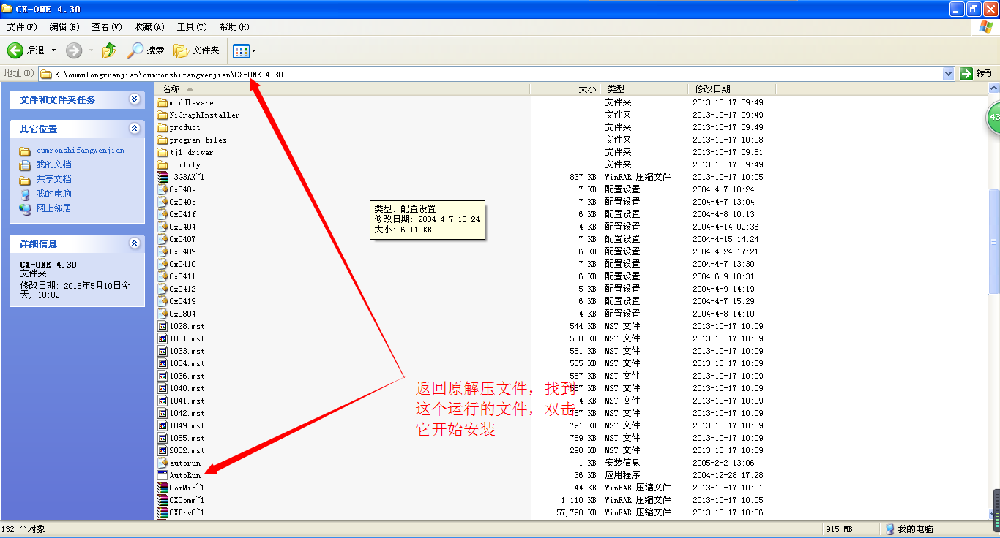 CX-ONE 4.30
文件(F) 编辑(E) 查看(V) 收藏(A) 工具(T) 帮助(H)
后退 搜索 文件夹
地址(D) E:\oumulongruanjian\oumronshifangwenjian\CX-ONE 4.30 转到
文件和文件夹任务
其它位置
oumronshifangwenjian
我的文档
共享文档
我的电脑
网上邻居
详细信息
CX-ONE 4.30
文件夹
修改日期: 2016年5月10日今
天, 10:09
名称 大小 类型 修改日期
middleware 文件夹 2013-10-17 09:49
NiGraphInstaller 文件夹 2013-10-17 09:49
product 文件夹 2013-10-17 09:49
program files 文件夹 2013-10-17 10:08
tj1 driver 文件夹 2013-10-17 09:51
utility 文件夹 2013-10-17 09:49
_3G3AX~1 837 KB WinRAR 压缩文件 2013-10-17 10:05
0x040a 7 KB 配置设置 2004-4-7 10:24
0x040c 7 KB 配置设置 2004-4-7 13:04
0x041f 6 KB 配置设置 2004-4-8 10:13
0x0404 4 KB 配置设置 2004-4-14 09:36
0x0407 7 KB 配置设置 2004-4-15 14:24
0x0409 6 KB 配置设置 2004-4-24 17:21
0x0410 7 KB 配置设置 2004-4-7 13:30
0x0411 6 KB 配置设置 2004-6-9 18:31
0x0412 5 KB 配置设置 2004-4-9 14:19
0x0419 6 KB 配置设置 2004-4-7 15:29
0x0804 4 KB 配置设置 2004-4-8 14:10
1028.mst 544 KB MST 文件 2013-10-17 10:09
1031.mst 558 KB MST 文件 2013-10-17 10:09
1033.mst 551 KB MST 文件 2013-10-17 10:09
1034.mst 555 KB MST 文件 2013-10-17 10:09
1036.mst 557 KB MST 文件 2013-10-17 10:09
1040.mst 557 KB MST 文件 2013-10-17 10:09
1041.mst 4 KB MST 文件 2013-10-17 10:09
1042.mst 787 KB MST 文件 2013-10-17 10:09
1049.mst 791 KB MST 文件 2013-10-17 10:09
1055.mst 789 KB MST 文件 2013-10-17 10:09
2052.mst 298 KB MST 文件 2013-10-17 10:09
autorun 1 KB 安装信息 2005-2-2 13:06
AutoRun 36 KB 应用程序 2004-12-28 17:28
ComMid~1 44 KB WinRAR 压缩文件 2013-10-17 10:01
CXComm~1 1,110 KB WinRAR 压缩文件 2013-10-17 10:05
CXDrvC~1 57,798 KB WinRAR 压缩文件 2013-10-17 10:06
类型: 配置设置
修改日期: 2004-4-7 10:24
大小: 6.11 KB
返回原解压文件，找到
这个运行的文件，双击
它开始安装
43
132 个对象 915 MB 我的电脑